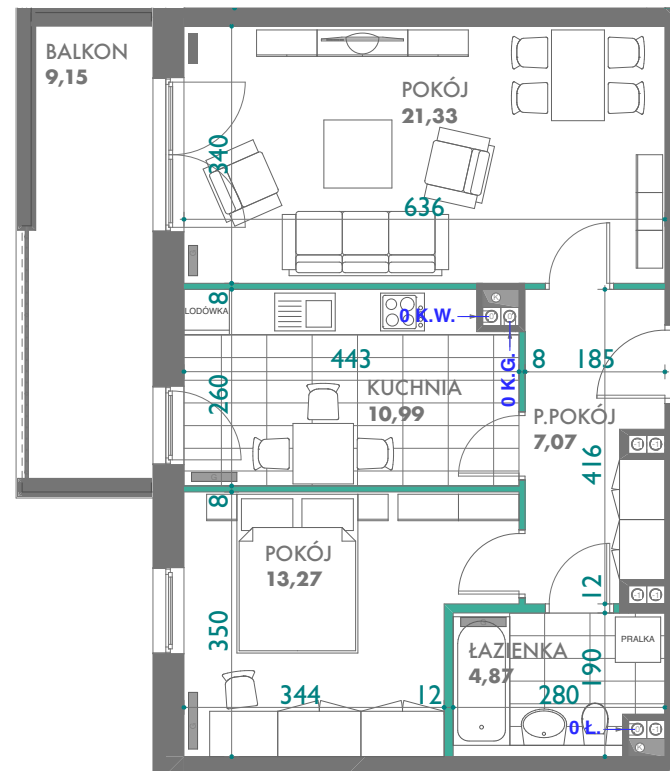 BALKON
9,15
POKÓJ
21,33
340
636
8
LODÓWKA
0 K.W.
0 K.G.
K
443
8
185
260
KUCHNIA
10,99
P.POKÓJ
7,07
416
8
POKÓJ
13,27
12
350
ŁAZIENKA
4,87
PRALKA
190
344
12
280
0 Ł.
K